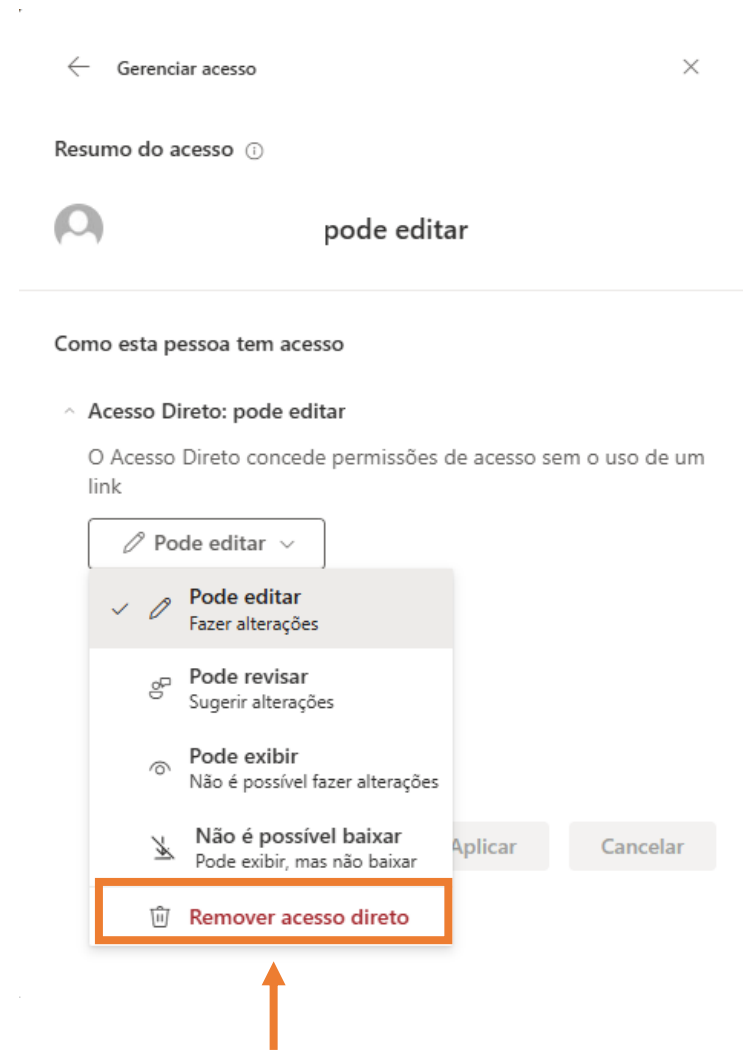 Gerenciar acesso
Resumo do acesso
pode editar
Como esta pessoa tem acesso
Acesso Direto: pode editar
O Acesso Direto concede permissões de acesso sem o uso de um
link
Pode editar
Pode editar
Fazer alterações
Pode revisar
Sugerir alterações
Pode exibir
Não é possível fazer alterações
Não é possível baixar
Pode exibir, mas não baixar
Aplicar
Cancelar
Remover acesso direto